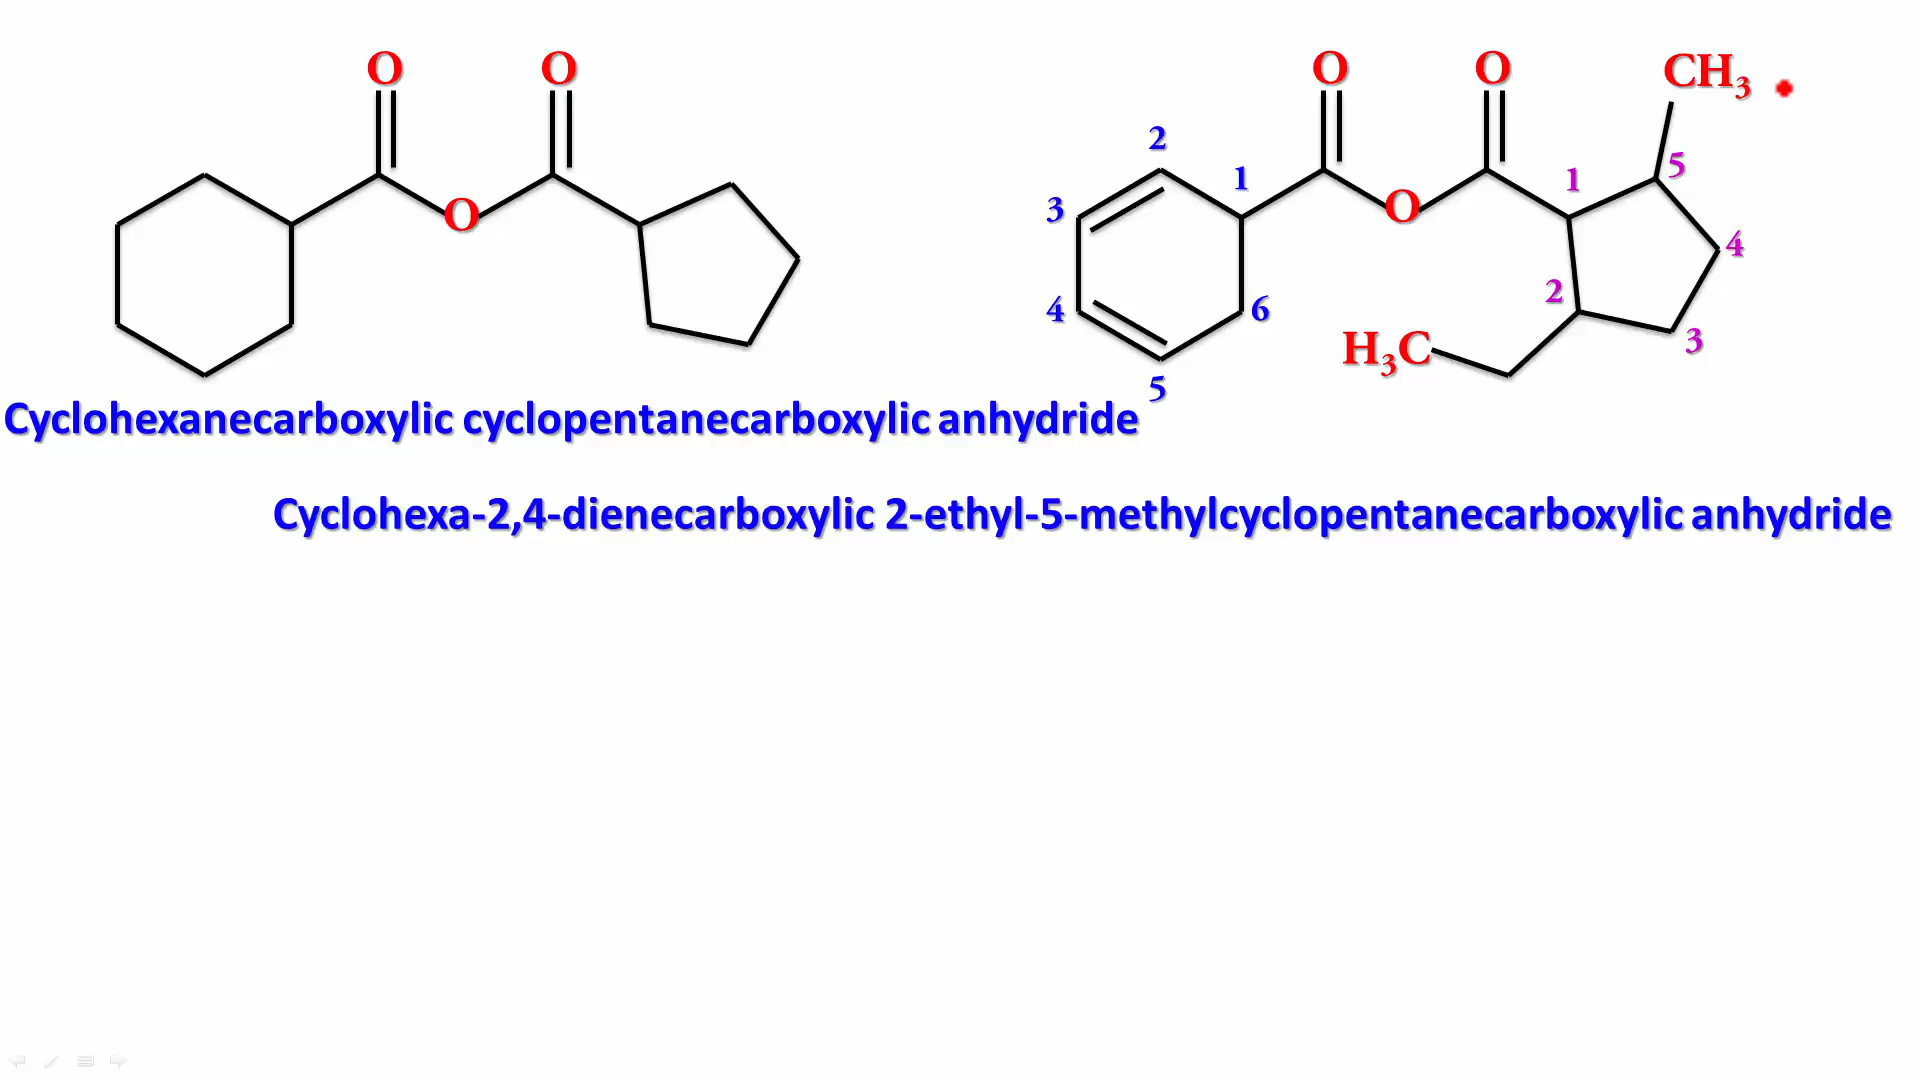 O O O O CH₃
2 1 1 5
3 O O 4
4 6 2
H₃C 3
5
Cyclohexanecarboxylic cyclopentanecarboxylic anhydride
Cyclohexa-2,4-dienecarboxylic 2-ethyl-5-methylcyclopentanecarboxylic anhydride